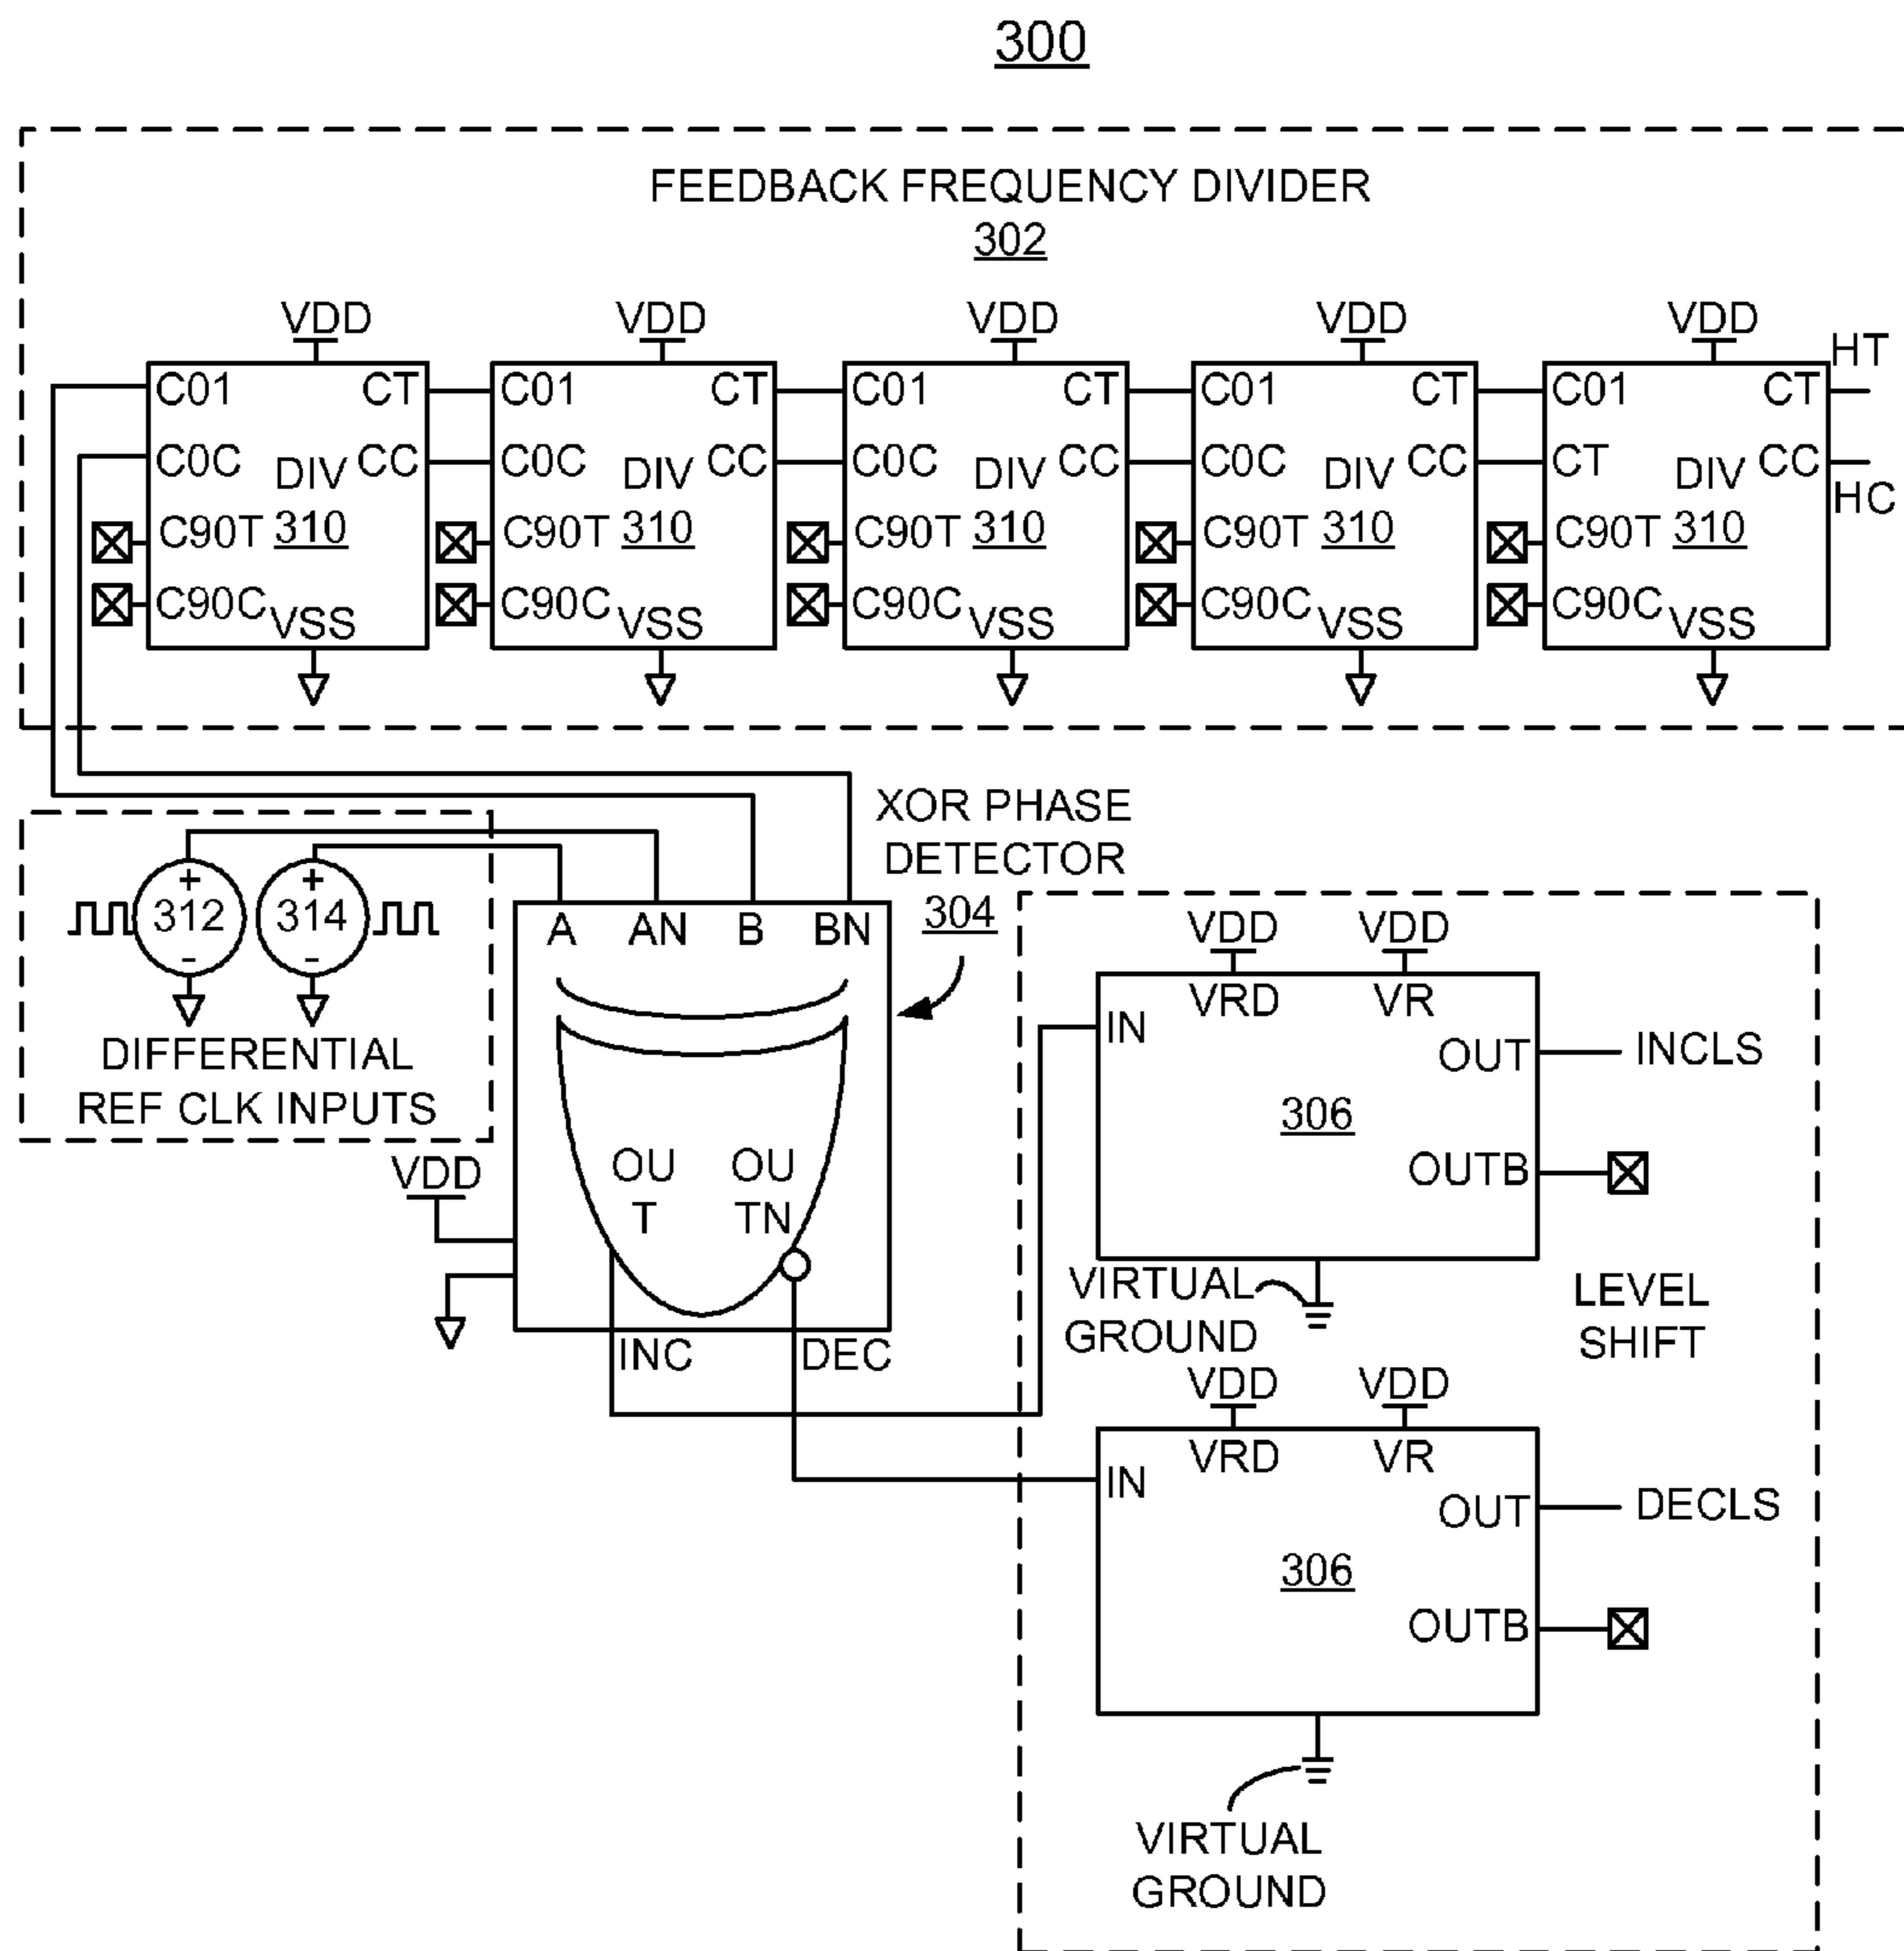 300
FEEDBACK FREQUENCY DIVIDER
302
VDD
VDD
VDD
VDD
VDD
HT
C01 CT
C01 CT
C01 CT
C01 CT
C01 CT
C0C DIV CC
C0C DIV CC
C0C DIV CC
C0C DIV CC
CT DIV CC
HC
C90T 310
C90T 310
C90T 310
C90T 310
C90T 310
C90C VSS
C90C VSS
C90C VSS
C90C VSS
C90C VSS
XOR PHASE
DETECTOR
304
+
312
-
+
314
-
DIFFERENTIAL
REF CLK INPUTS
A AN B BN
OU
T
OU
TN
VDD
INC
DEC
VDD
VDD
VRD
VR
IN
OUT
INCLS
306
OUTB
VIRTUAL
GROUND
LEVEL
SHIFT
VDD
VDD
VRD
VR
IN
OUT
DECLS
306
OUTB
VIRTUAL
GROUND